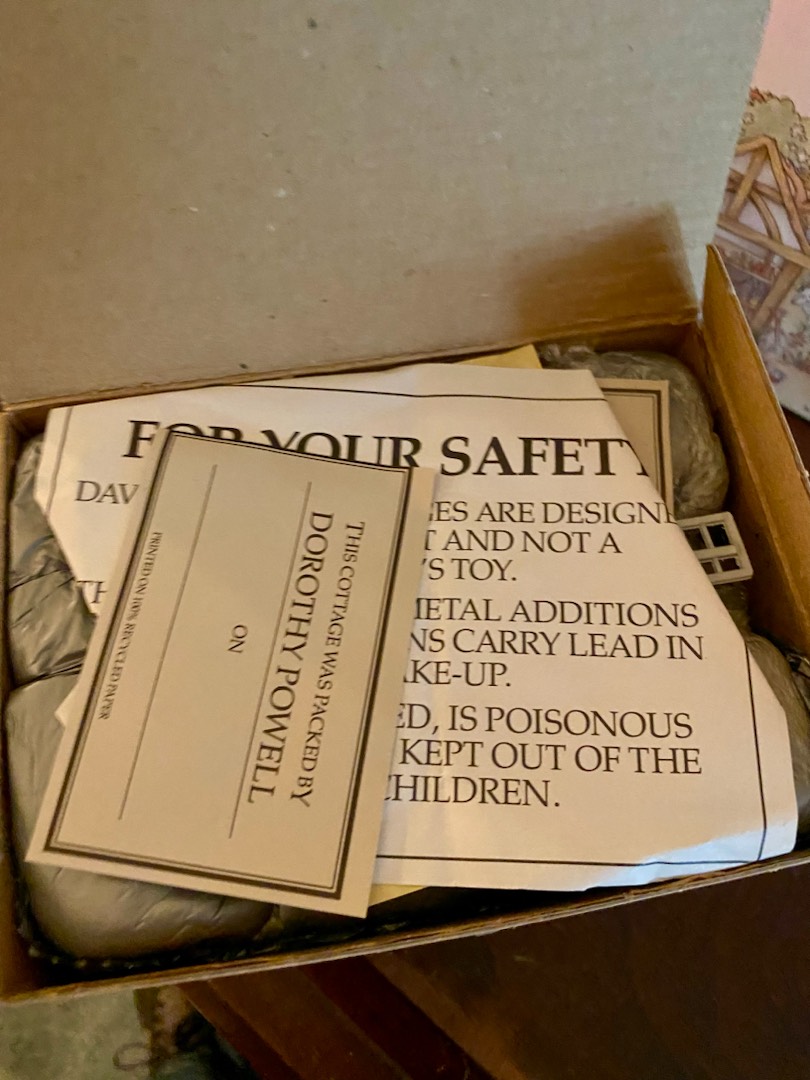 FOR YOUR SAFETY
DAV
ES ARE DESIGNE
T AND NOT A
'S TOY.
TH
METAL ADDITIONS
NS CARRY LEAD IN
KE-UP.
ED, IS POISONOUS
KEPT OUT OF THE
CHILDREN.
THIS COTTAGE WAS PACKED BY
DOROTHY POWELL
ON
PRINTED ON 100% RECYCLED PAPER